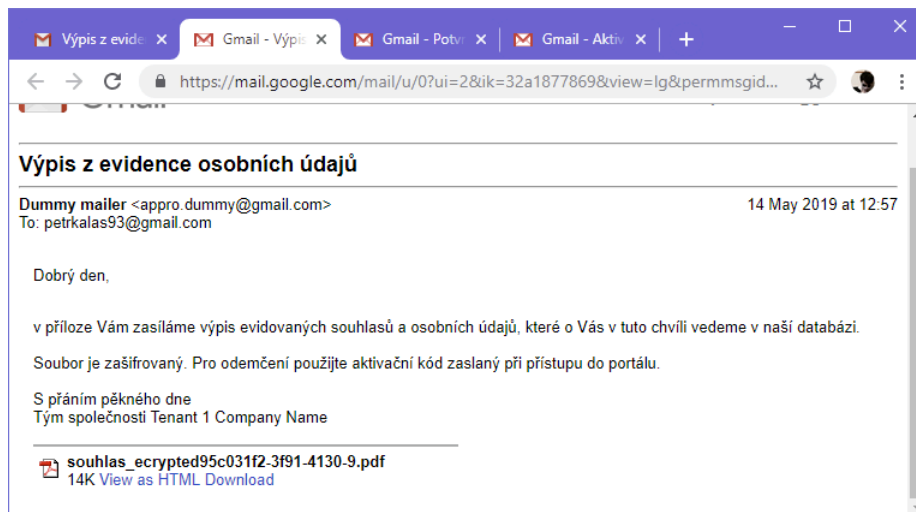 Výpis z evide
Gmail - Výpis
Gmail - Potvr
Gmail - Aktiv
https://mail.google.com/mail/u/0?ui=2&ik=32a1877869&view=lg&permmsgid...
Výpis z evidence osobních údajů
Dummy mailer <appro.dummy@gmail.com>
14 May 2019 at 12:57
To: petrkalas93@gmail.com
Dobrý den,
v příloze Vám zasíláme výpis evidovaných souhlasů a osobních údajů, které o Vás v tuto chvíli vedeme v naší databázi.
Soubor je zašifrovaný. Pro odemčení použijte aktivační kód zaslaný při přístupu do portálu.
S přáním pěkného dne
Tým společnosti Tenant 1 Company Name
souhlas_ecrypted95c031f2-3f91-4130-9.pdf
14K View as HTML Download